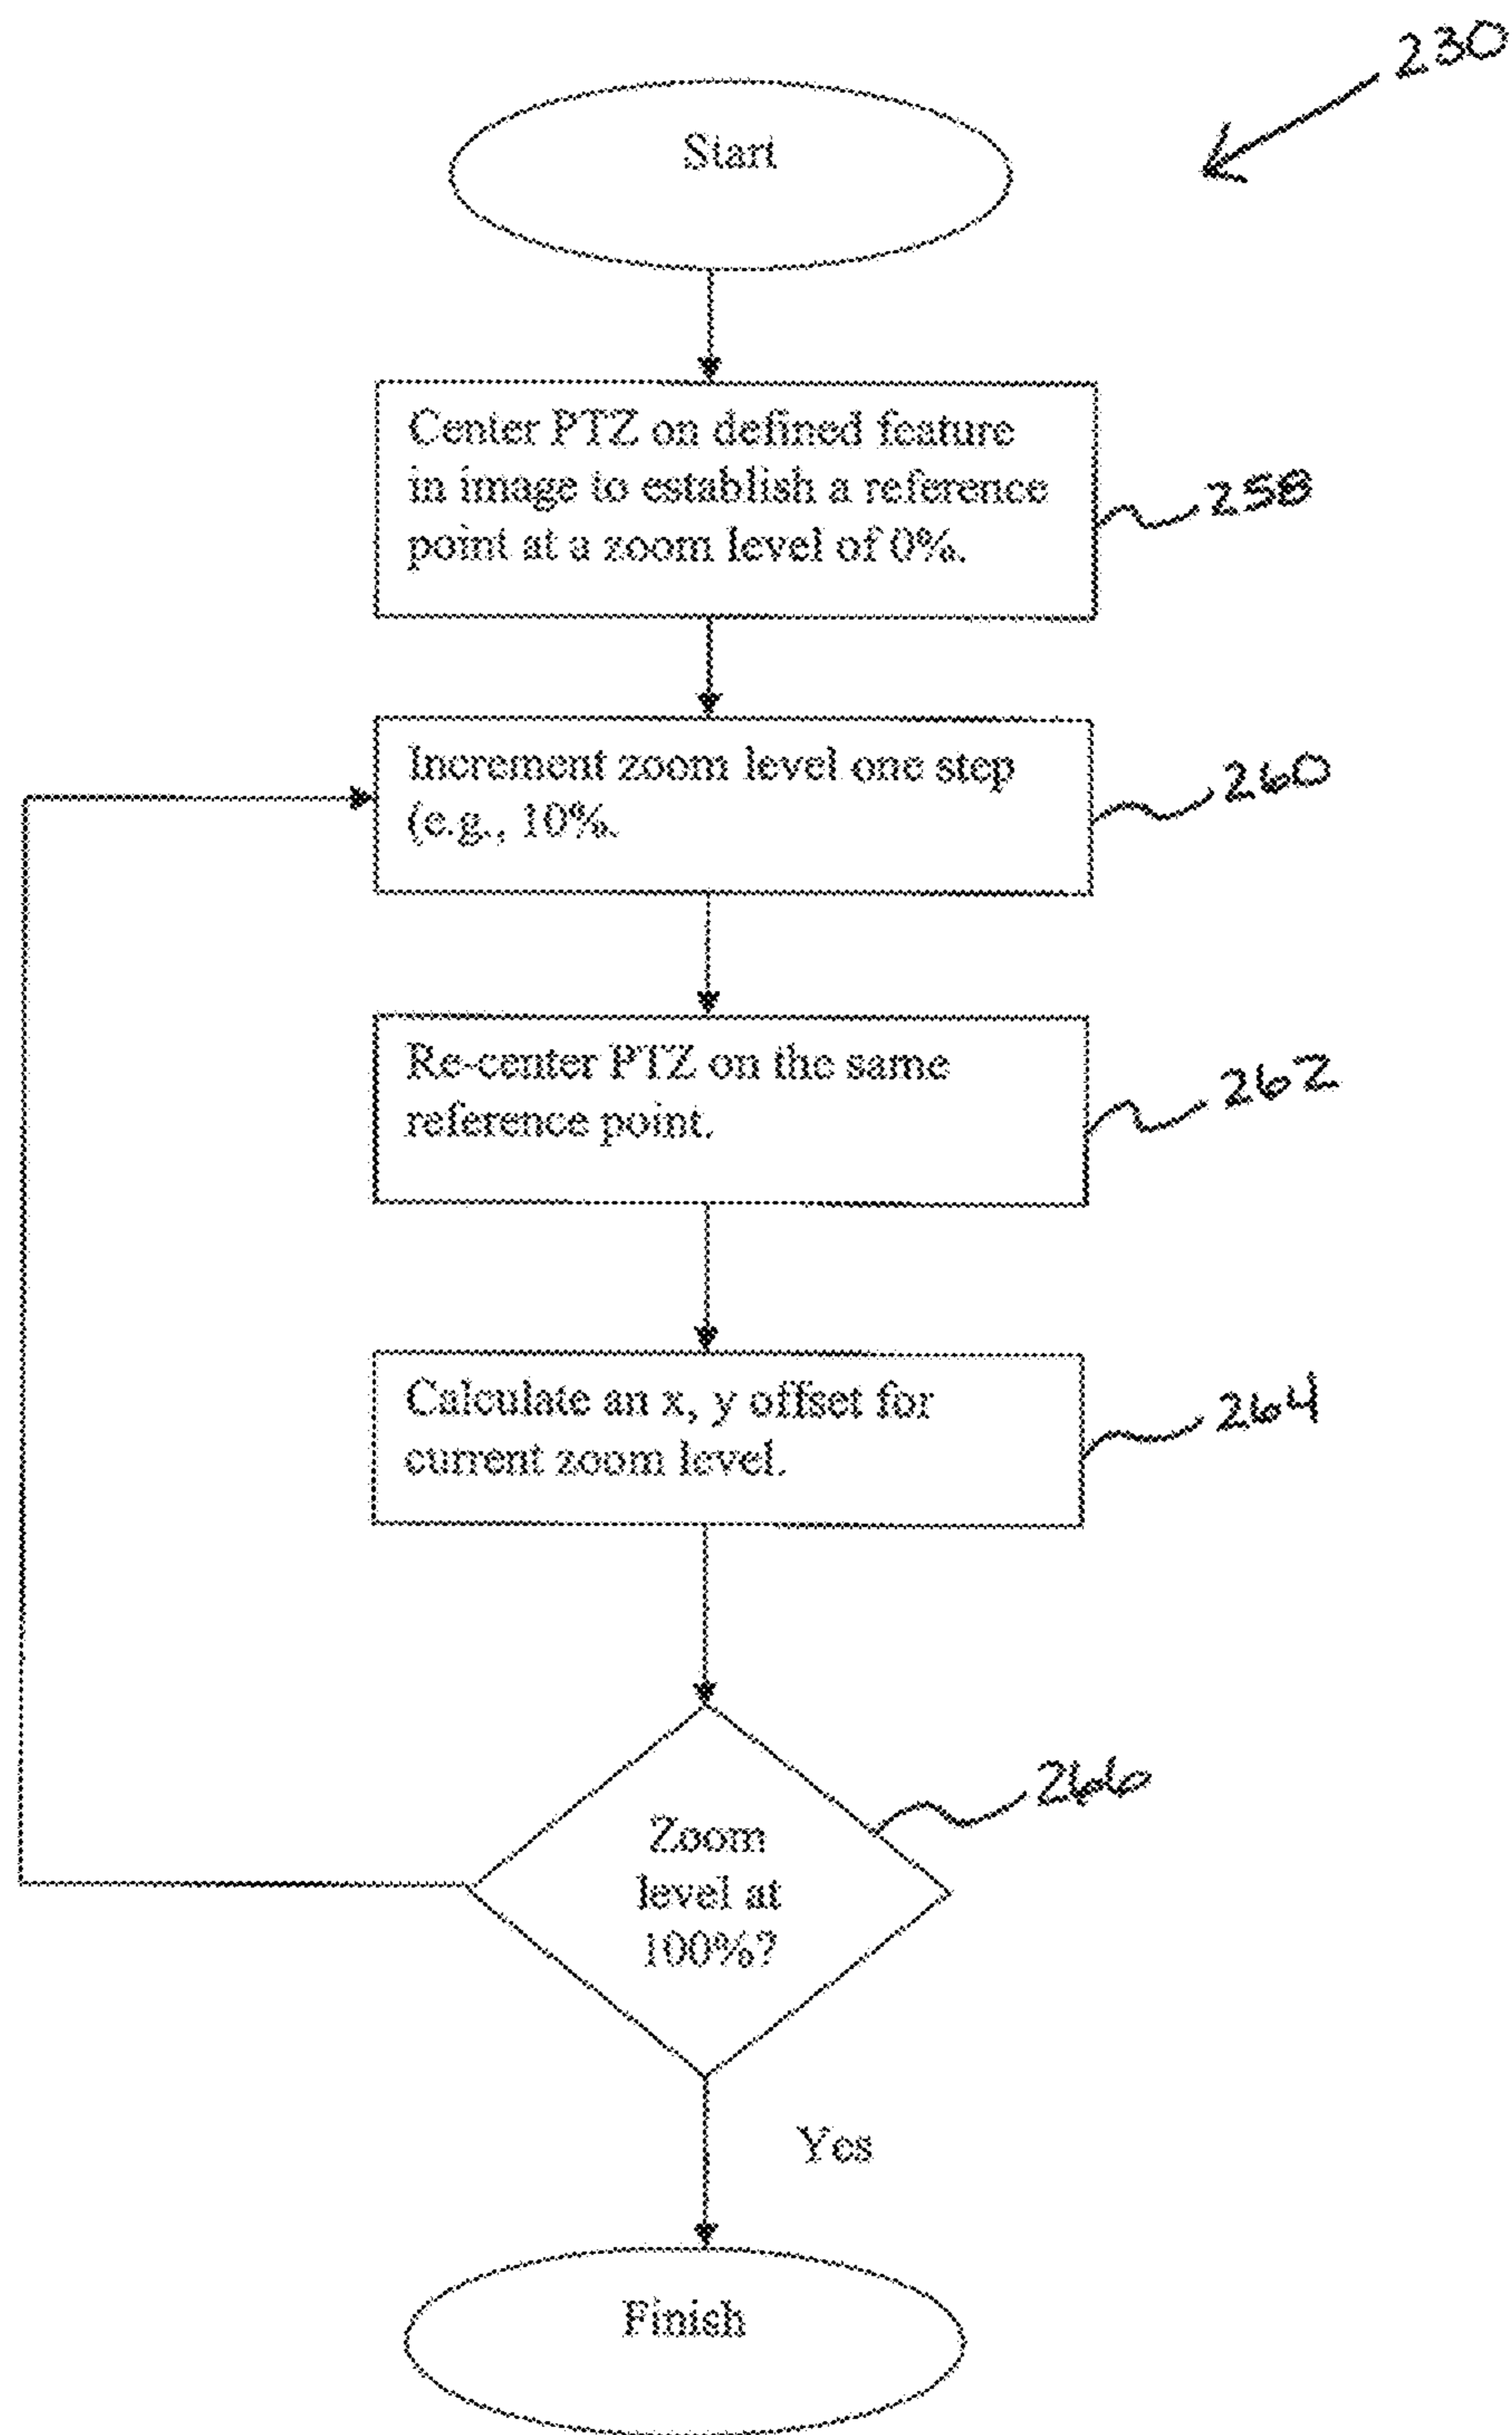 230
Start
Center PTZ on defined feature
in image to establish a reference
point at a zoom level of 0%.
258
Increment zoom level one step
(e.g., 10%.
260
Re-center PTZ on the same
reference point.
262
Calculate an x, y offset for
current zoom level.
264
Zoom
level at
100%?
266
Yes
Finish